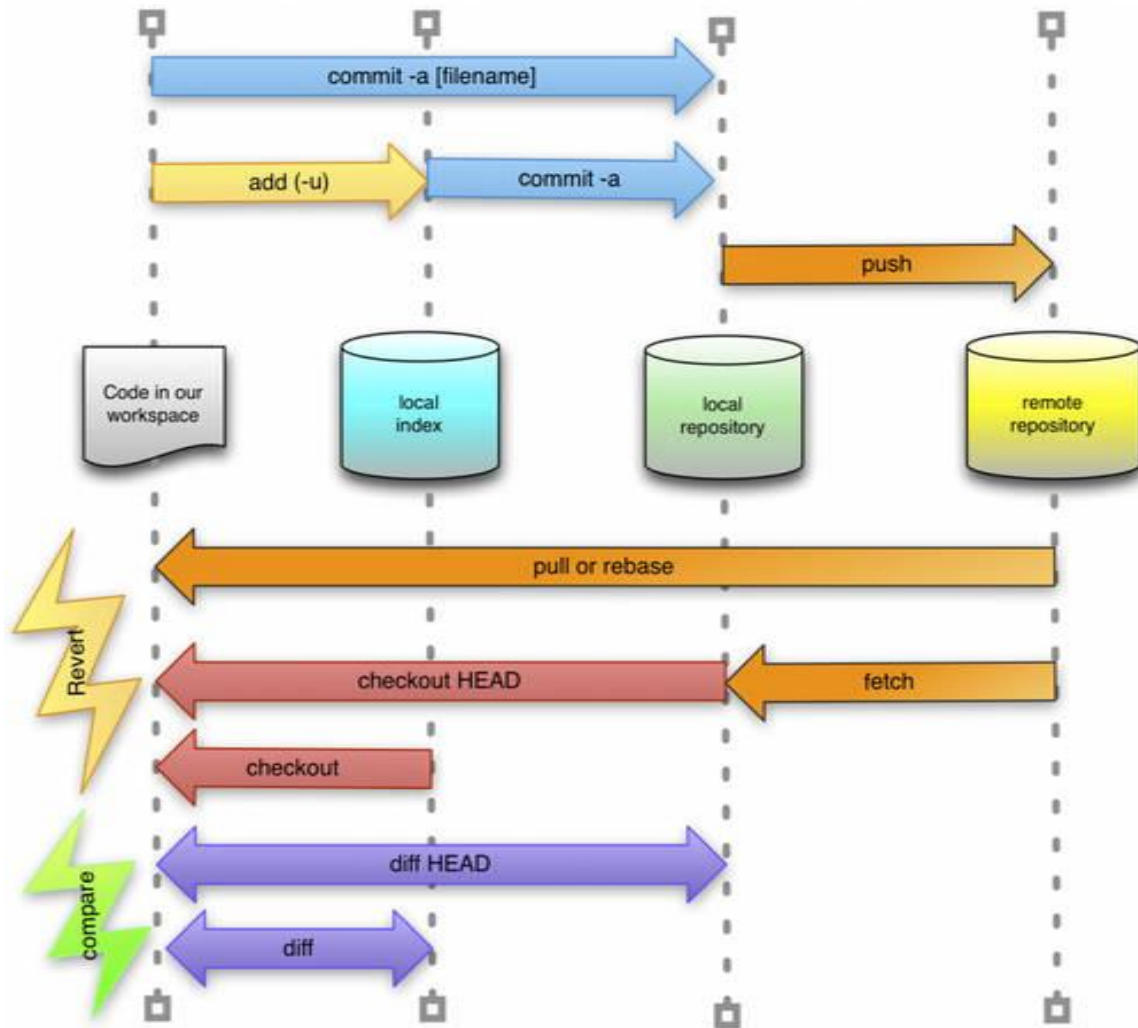 commit -a [filename]
add (-u)
commit -a
push
Code in our
workspace
local
index
local
repository
remote
repository
pull or rebase
Revert
checkout HEAD
fetch
checkout
diff HEAD
compare
diff